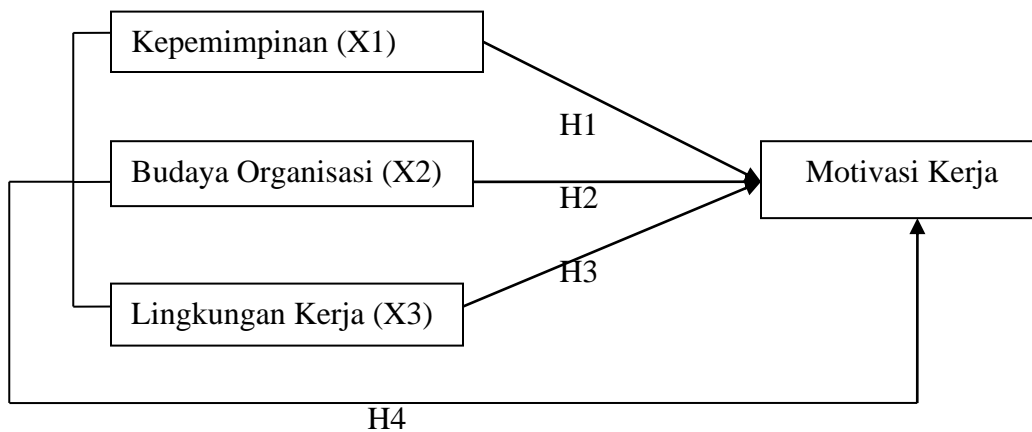 Kepemimpinan (X1)
H1
Budaya Organisasi (X2)
H2
Motivasi Kerja
H3
Lingkungan Kerja (X3)
H4